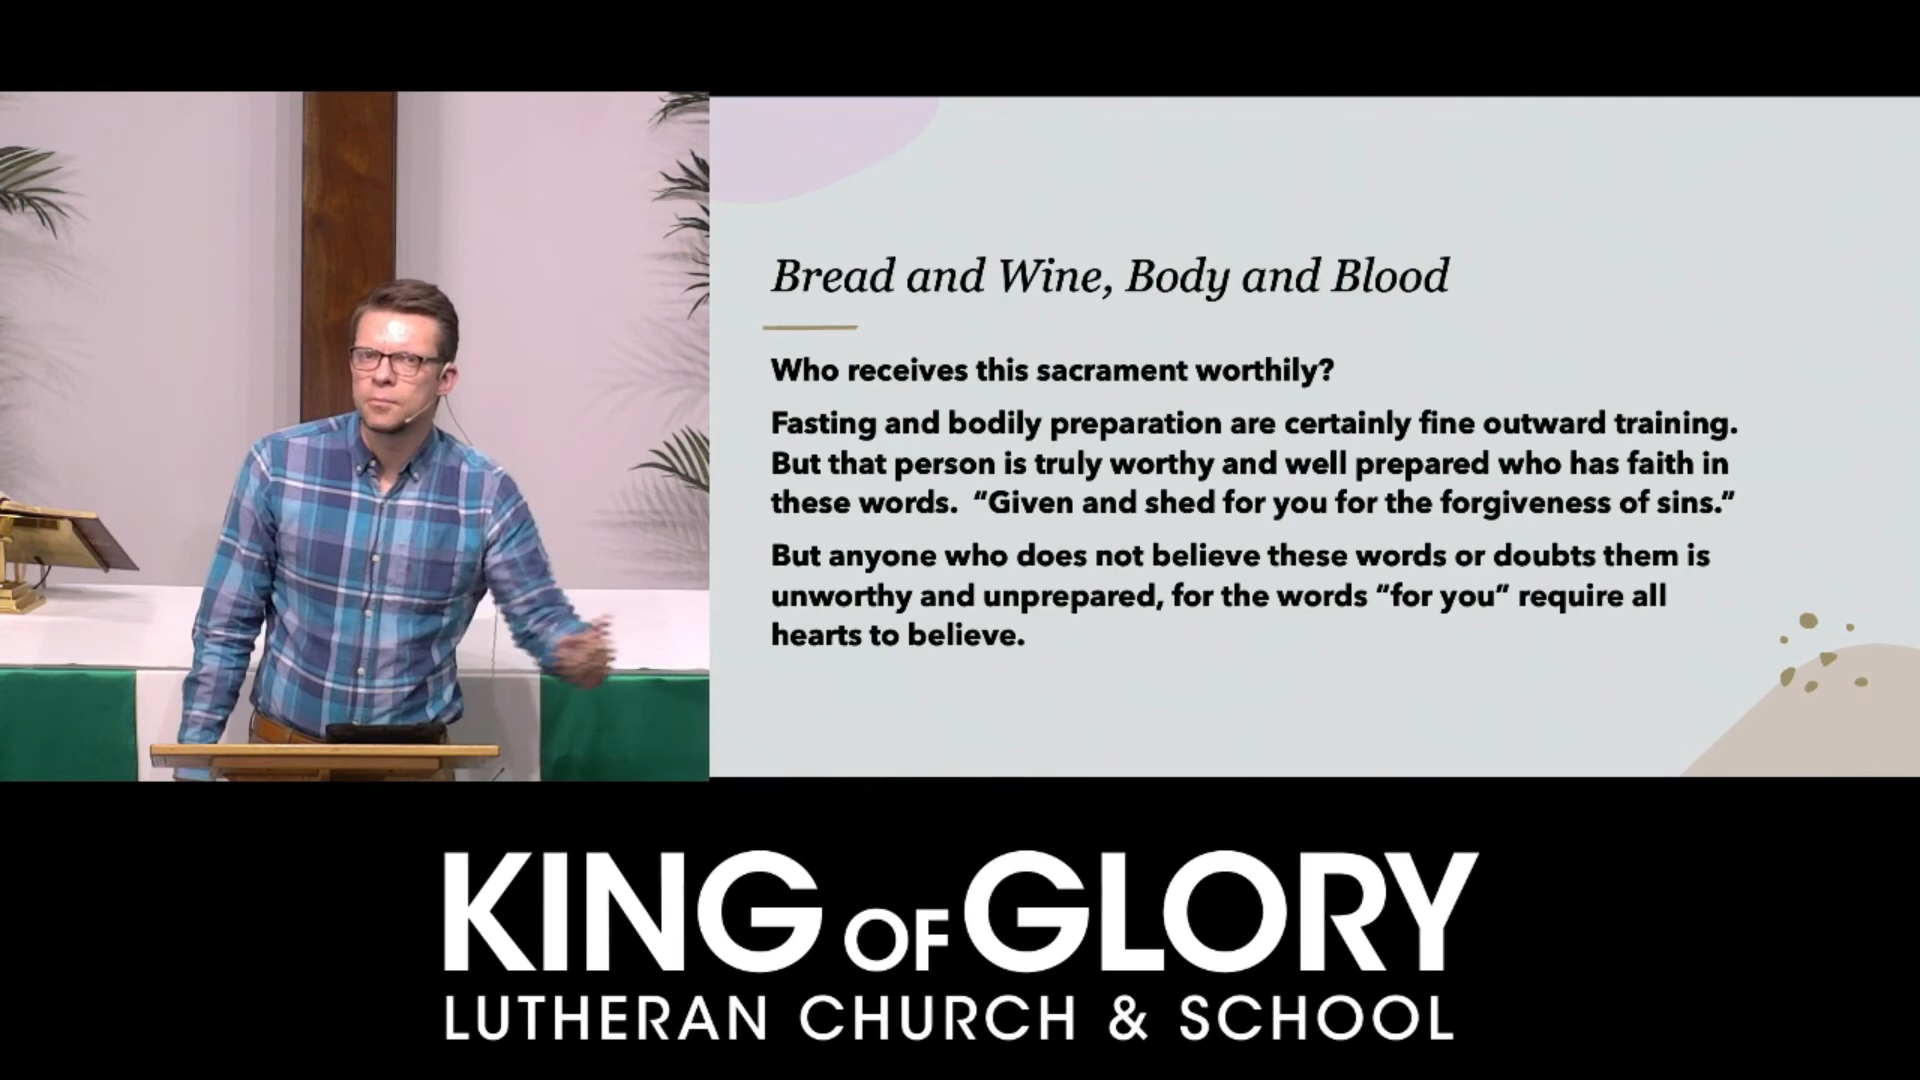 Bread and Wine, Body and Blood
Who receives this sacrament worthily?
Fasting and bodily preparation are certainly fine outward training.
But that person is truly worthy and well prepared who has faith in
these words.  “Given and shed for you for the forgiveness of sins.”
But anyone who does not believe these words or doubts them is
unworthy and unprepared, for the words “for you” require all
hearts to believe.
KING OF GLORY
LUTHERAN CHURCH & SCHOOL